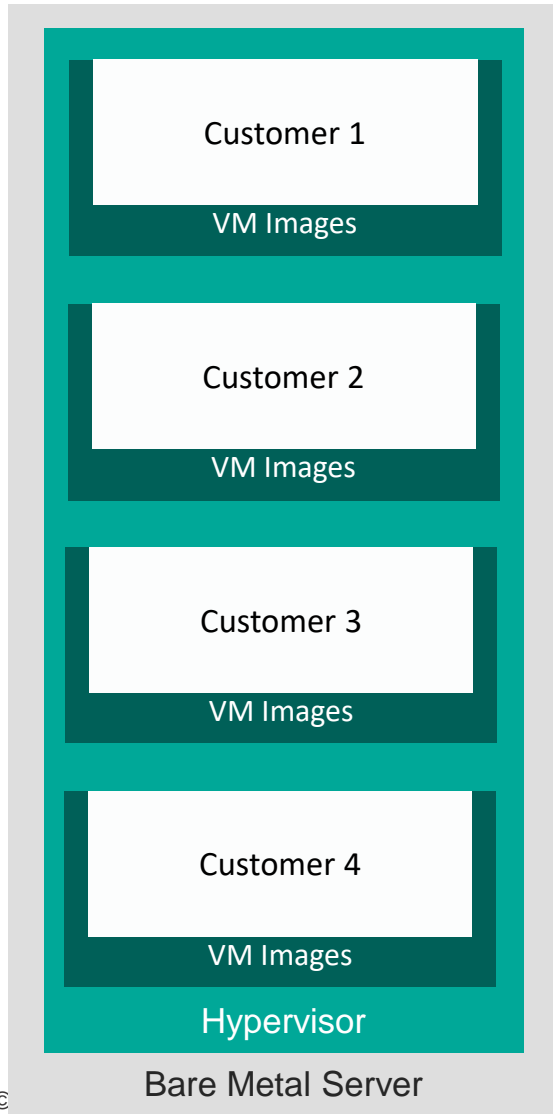 Customer 1
VM Images
Customer 2
VM Images
Customer 3
VM Images
Customer 4
VM Images
Hypervisor
Bare Metal Server
©